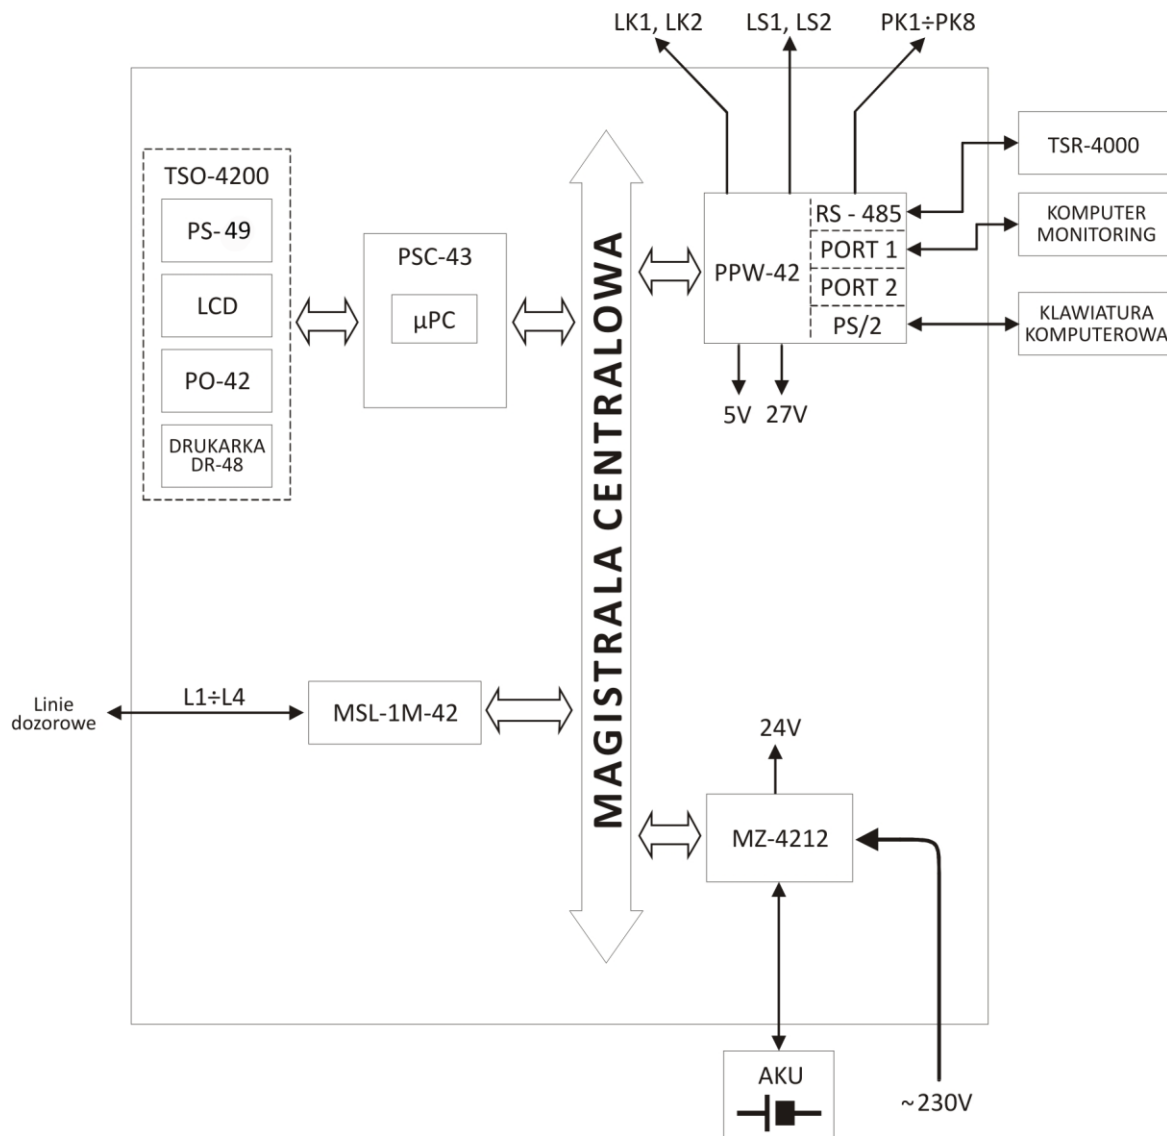 LK1, LK2
LS1, LS2
PK1÷PK8
TSO-4200
PS-49
LCD
PO-42
DRUKARKA
DR-48
PSC-43
µPC
MAGISTRALA CENTRALOWA
PPW-42
RS - 485
PORT 1
PORT 2
PS/2
5V
27V
TSR-4000
KOMPUTER
MONITORING
KLAWIATURA
KOMPUTEROWA
Linie
dozorowe
L1÷L4
MSL-1M-42
24V
MZ-4212
AKU
~230V